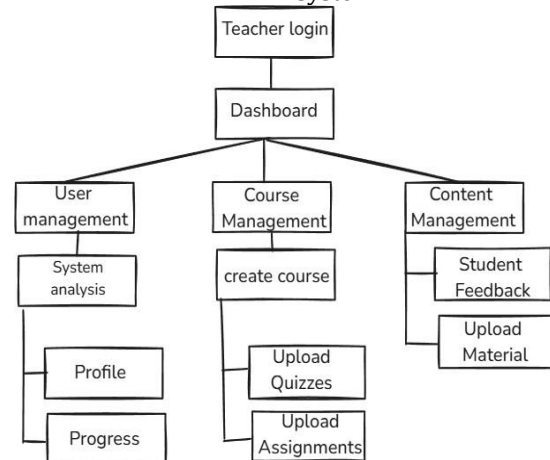 Teacher login
Dashboard
User
management
Course
Management
Content
Management
System
analysis
create course
Student
Feedback
Upload
Material
Profile
Upload
Quizzes
Progress
Upload
Assignments